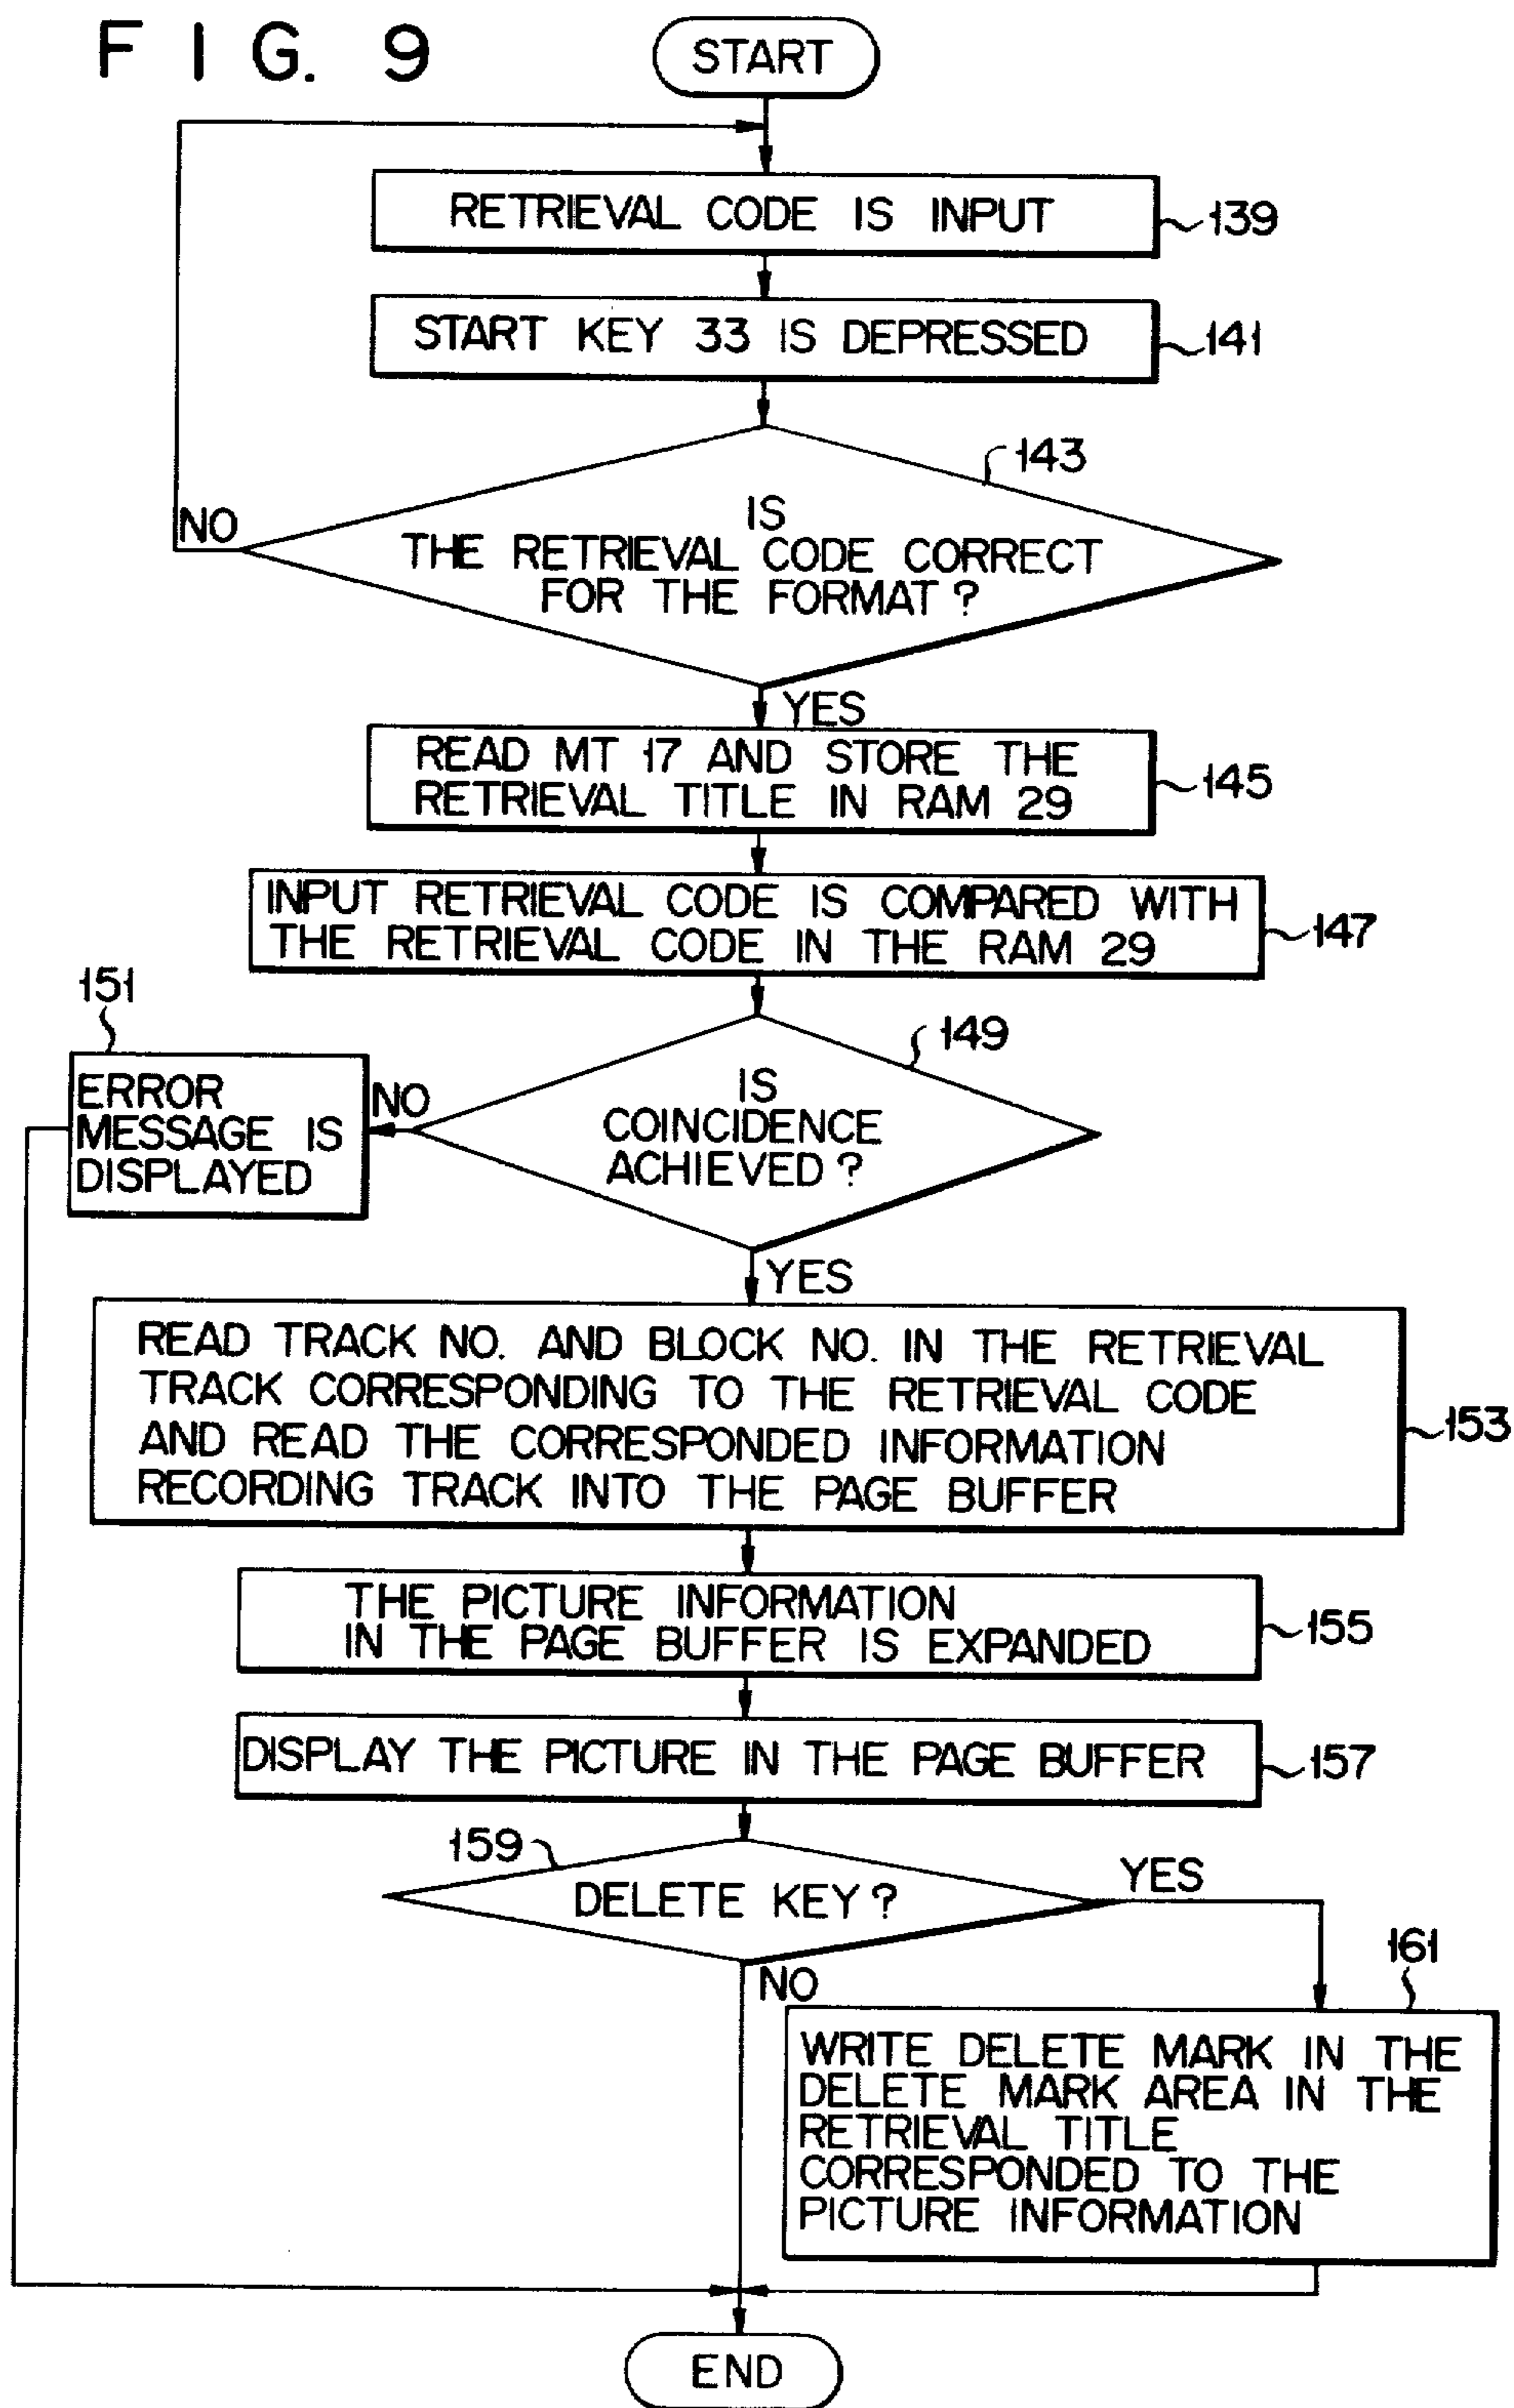 FIG. 9
START
RETRIEVAL CODE IS INPUT
139
START KEY 33 IS DEPRESSED
141
143
IS
THE RETRIEVAL CODE CORRECT
FOR THE FORMAT?
NO
YES
READ MT 17 AND STORE THE
RETRIEVAL TITLE IN RAM 29
145
INPUT RETRIEVAL CODE IS COMPARED WITH
THE RETRIEVAL CODE IN THE RAM 29
147
149
IS
COINCIDENCE
ACHIEVED?
NO
151
ERROR
MESSAGE IS
DISPLAYED
YES
READ TRACK NO. AND BLOCK NO. IN THE RETRIEVAL
TRACK CORRESPONDING TO THE RETRIEVAL CODE
AND READ THE CORRESPONDED INFORMATION
RECORDING TRACK INTO THE PAGE BUFFER
153
THE PICTURE INFORMATION
IN THE PAGE BUFFER IS EXPANDED
155
DISPLAY THE PICTURE IN THE PAGE BUFFER
157
159
DELETE KEY?
YES
NO
161
WRITE DELETE MARK IN THE
DELETE MARK AREA IN THE
RETRIEVAL TITLE
CORRESPONDED TO THE
PICTURE INFORMATION
END